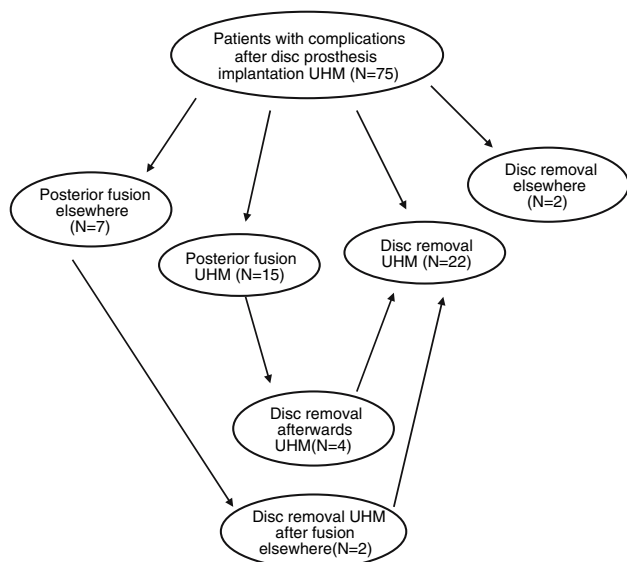 Patients with complications
after disc prosthesis
implantation UHM (N=75)
Disc removal
elsewhere
(N=2)
Posterior fusion
elsewhere
(N=7)
Posterior fusion
UHM (N=15)
Disc removal
UHM (N=22)
Disc removal
afterwards
UHM(N=4)
Disc removal UHM
after fusion
elsewhere(N=2)